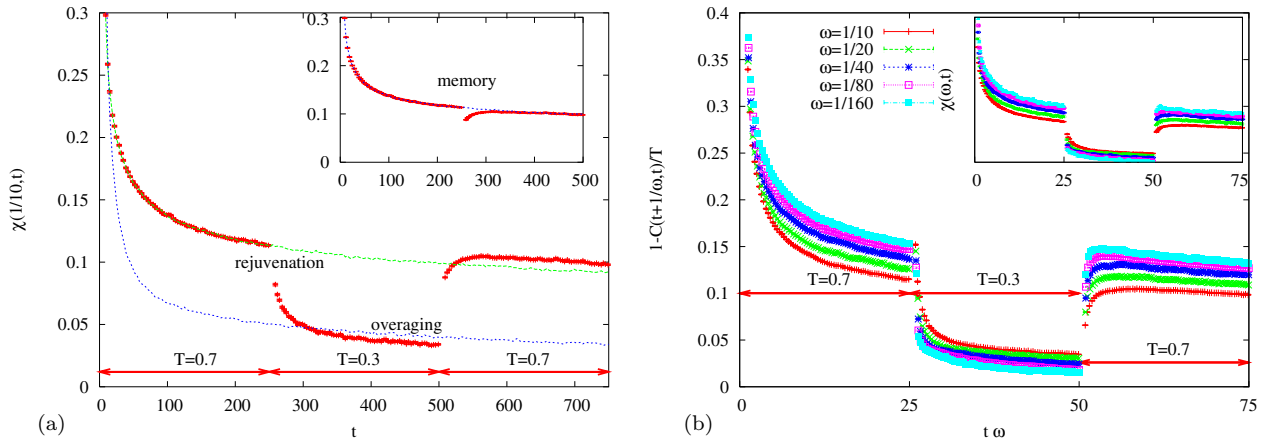 0.3
0.25
0.2
0.15
0.1
0.05
0
χ(1/10,t)
0 100 200 300 400 500 600 700
t
(a)
rejuvenation
overaging
T=0.7 T=0.3 T=0.7
0.3
0.2
0.1
0
0 100 200 300 400 500
memory
0.4
0.35
0.3
0.25
0.2
0.15
0.1
0.05
0
1-C(t+1/ω,t)/T
0 25 50 75
t ω
(b)
ω=1/10
ω=1/20
ω=1/40
ω=1/80
ω=1/160
χ(ω,t)
0 25 50 75
T=0.7
T=0.3
T=0.7